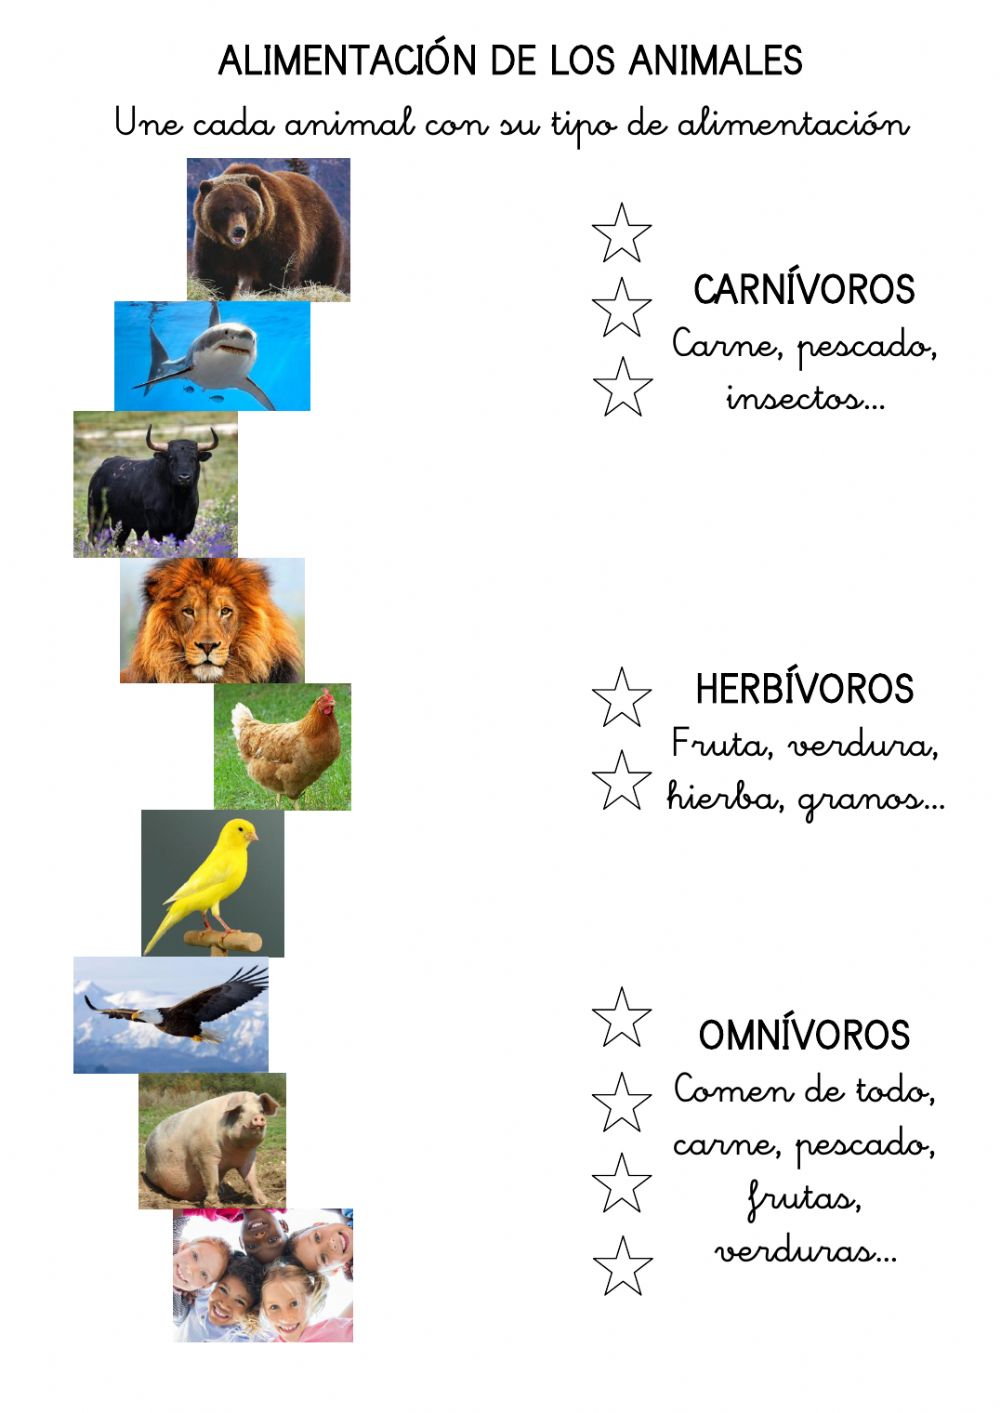 ALIMENTACIÓN DE LOS ANIMALES
Une cada animal con su tipo de alimentación
CARNÍVOROS
Carne, pescado,
insectos...
HERBÍVOROS
Fruta, verdura,
hierba, granos...
OMNÍVOROS
Comen de todo,
carne, pescado,
frutas,
verduras...